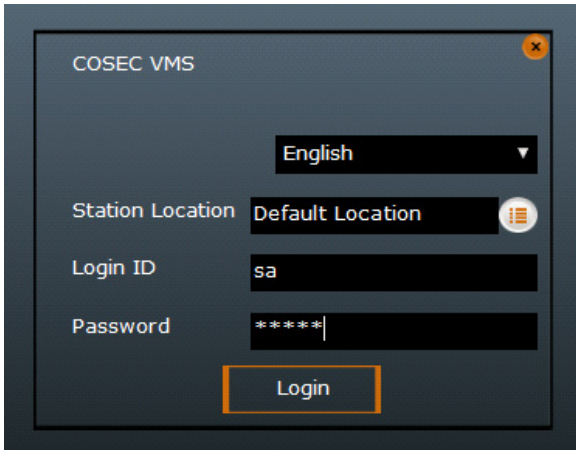 COSEC VMS
English
Station Location Default Location
Login ID sa
Password *****
Login